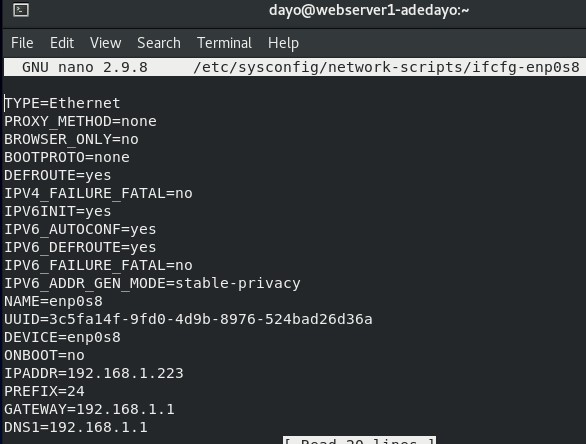 dayo@webserver1-adedayo:~
File Edit View Search Terminal Help
GNU nano 2.9.8 /etc/sysconfig/network-scripts/ifcfg-enp0s8
TYPE=Ethernet
PROXY_METHOD=none
BROWSER_ONLY=no
BOOTPROTO=none
DEFROUTE=yes
IPV4_FAILURE_FATAL=no
IPV6INIT=yes
IPV6_AUTOCONF=yes
IPV6_DEFROUTE=yes
IPV6_FAILURE_FATAL=no
IPV6_ADDR_GEN_MODE=stable-privacy
NAME=enp0s8
UUID=3c5fa14f-9fd0-4d9b-8976-524bad26d36a
DEVICE=enp0s8
ONBOOT=no
IPADDR=192.168.1.223
PREFIX=24
GATEWAY=192.168.1.1
DNS1=192.168.1.1
[ Read 20 lines ]